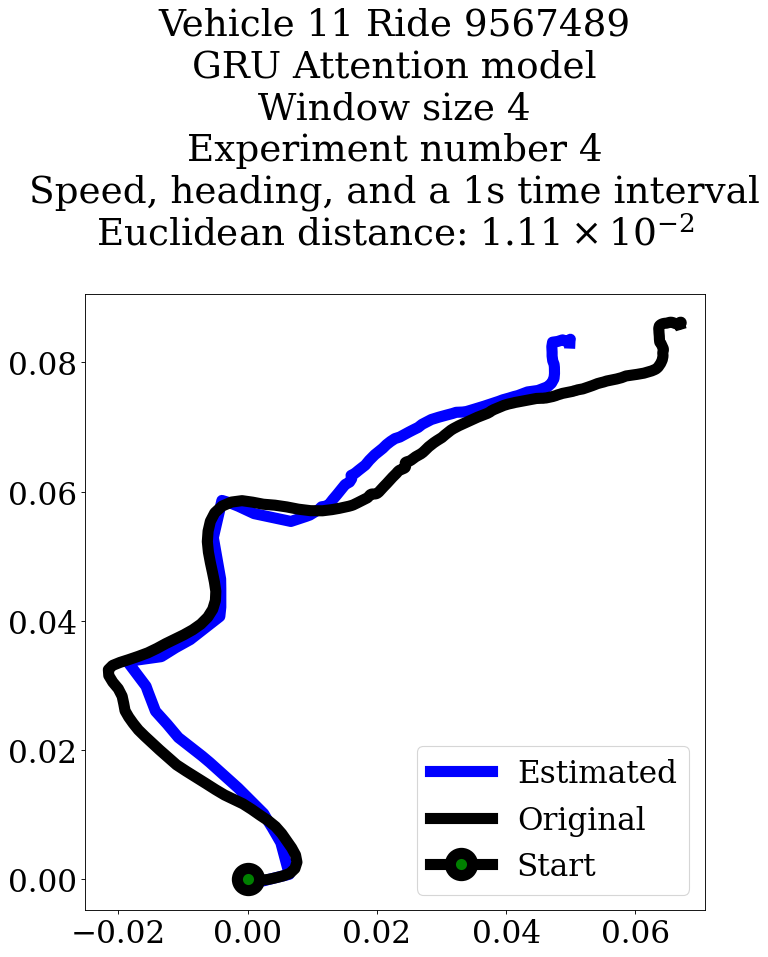 Vehicle 11 Ride 9567489
GRU Attention model
Window size 4
Experiment number 4
Speed, heading, and a 1s time interval
Euclidean distance: 1.11 × 10⁻²
0.08
0.06
0.04
0.02
0.00
Estimated
Original
Start
−0.02 0.00 0.02 0.04 0.06